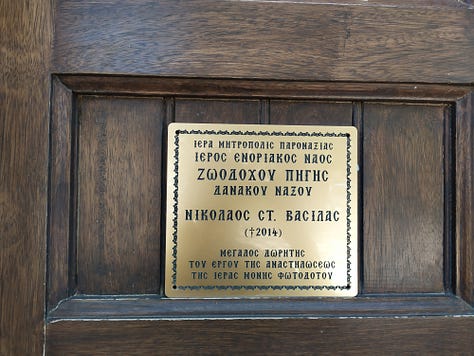 ΙΕΡΑ ΜΗΤΡΟΠΟΛΙΣ ΠΑΡΟΝΑΞΙΑΣ
ΙΕΡΟΣ ΕΝΟΡΙΑΚΟΣ ΝΑΟΣ
ΖΩΟΔΟΧΟΥ ΠΗΓΗΣ
ΔΑΝΑΚΟΥ ΝΑΞΟΥ
ΝΙΚΟΛΑΟΣ ΣΤ. ΒΑΣΙΛΑΣ
(†2014)
ΜΕΓΑΛΟΣ ΔΩΡΗΤΗΣ
ΤΟΥ ΕΡΓΟΥ ΤΗΣ ΑΝΑΣΤΗΛΩΣΕΩΣ
ΤΗΣ ΙΕΡΑΣ ΜΟΝΗΣ ΦΩΤΟΔΟΤΟΥ